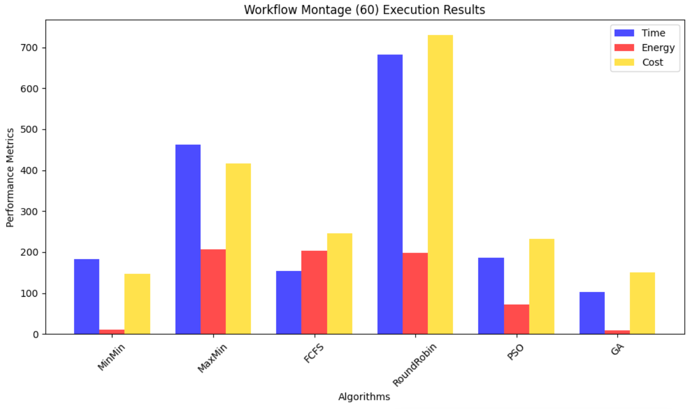 Workflow Montage (60) Execution Results
Time
Energy
Cost
Performance Metrics
700
600
500
400
300
200
100
0
MinMin
MaxMin
FCFS
RoundRobin
PSO
GA
Algorithms